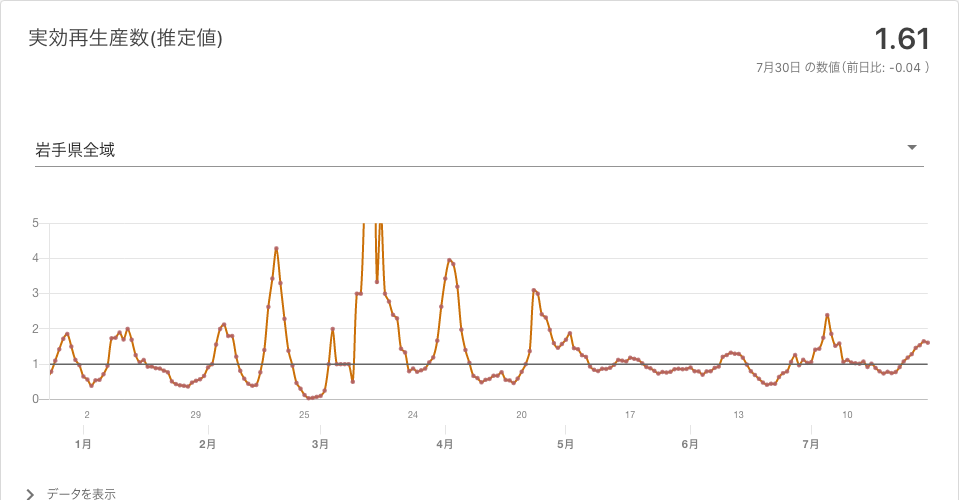 実効再生産数(推定値)
1.61
7月30日 の数値（前日比: -0.04 ）
岩手県全域
5
4
3
2
1
0
2 29 25 24 20 17 13 10
1月 2月 3月 4月 5月 6月 7月
データを表示